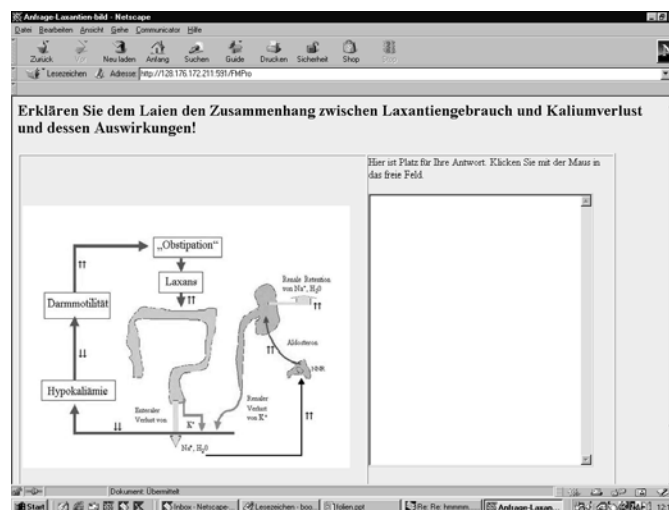 Anfrage-Laxantien-bild - Netscape
Datei Bearbeiten Ansicht Gehe Communicator Hilfe
Zurück Vor Neu laden Anfang Suchen Guide Drucken Sicherheit Shop Stop
Lesezeichen Adresse http://128.176.172.211:591/FMPro
Erklären Sie dem Laien den Zusammenhang zwischen Laxantiengebrauch und Kaliumverlust
und dessen Auswirkungen!
Hier ist Platz für Ihre Antwort. Klicken Sie mit der Maus in
das freie Feld.
„Obstipation“
Laxans
Renale Retention
von Na⁺, H₂0
Darmmotilität
Aldosteron
NNR
Hypokaliämie
Enteraler
Verlust von
K⁺
Renaler
Verlust
von K⁺
Na⁺, H₂0
Dokument: Übermittelt
Start
Inbox - Netscape-...
Lesezeichen - boo...
folien.ppt
Re: Re: hmmmm...
Anfrage-Laxan...